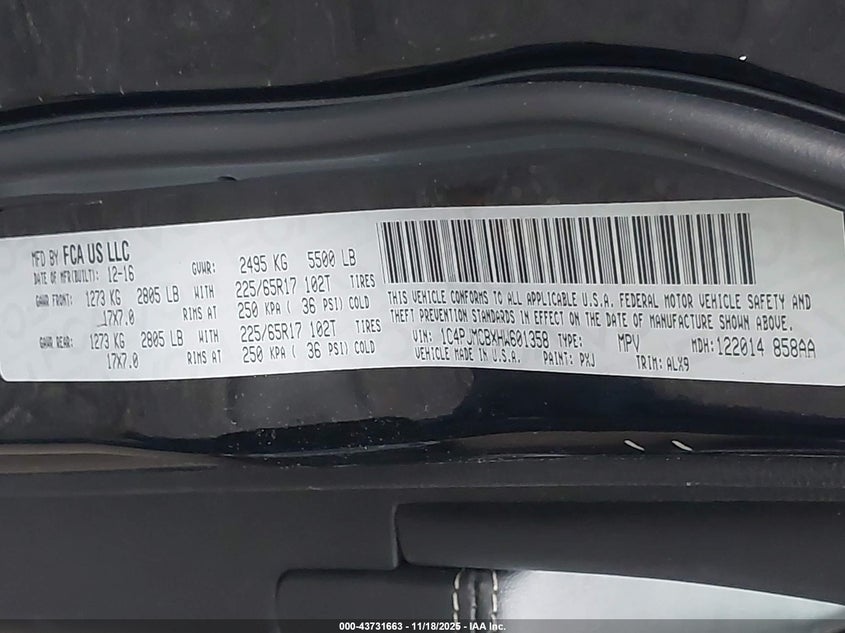 MFD BY FCA US LLC
DATE OF MFR(BUILT): 12-16 GVWR: 2495 KG 5500 LB
GAWR FRONT: 1273 KG 2805 LB WITH 225/65R17 102T TIRES
17X7.0 RIMS AT 250 KPA ( 36 PSI) COLD
GAWR REAR: 1273 KG 2805 LB WITH 225/65R17 102T TIRES
17X7.0 RIMS AT 250 KPA ( 36 PSI) COLD
THIS VEHICLE CONFORMS TO ALL APPLICABLE U.S.A. FEDERAL MOTOR VEHICLE SAFETY AND
THEFT PREVENTION STANDARDS IN EFFECT ON THE DATE OF MANUFACTURE SHOWN ABOVE.
VIN: 1C4PJMCBXHW601358 TYPE: MPV MDH:122014 858AA
VEHICLE MADE IN U.S.A. PAINT: PXJ TRIM: ALX9
000-43731663 - 11/18/2025 - IAA Inc.